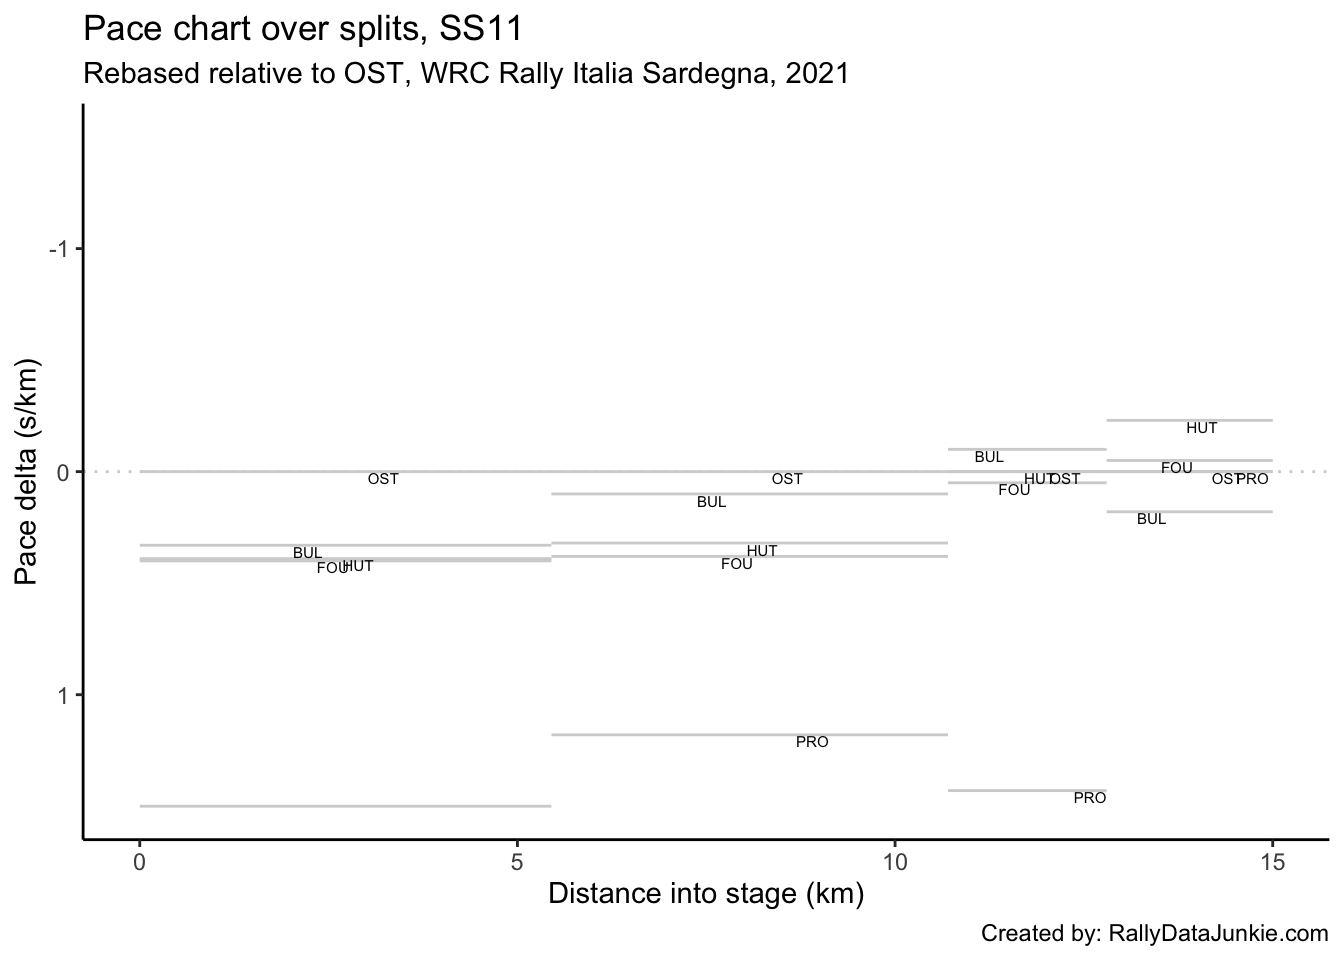 Pace chart over splits, SS11
Rebased relative to OST, WRC Rally Italia Sardegna, 2021
Pace delta (s/km)
-1
0
1
HUT
BUL
FOU
OST
OST
HUT
OST
OST
PRO
FOU
BUL
BUL
BUL
HUT
FOU
HUT
FOU
PRO
PRO
0
5
10
15
Distance into stage (km)
Created by: RallyDataJunkie.com